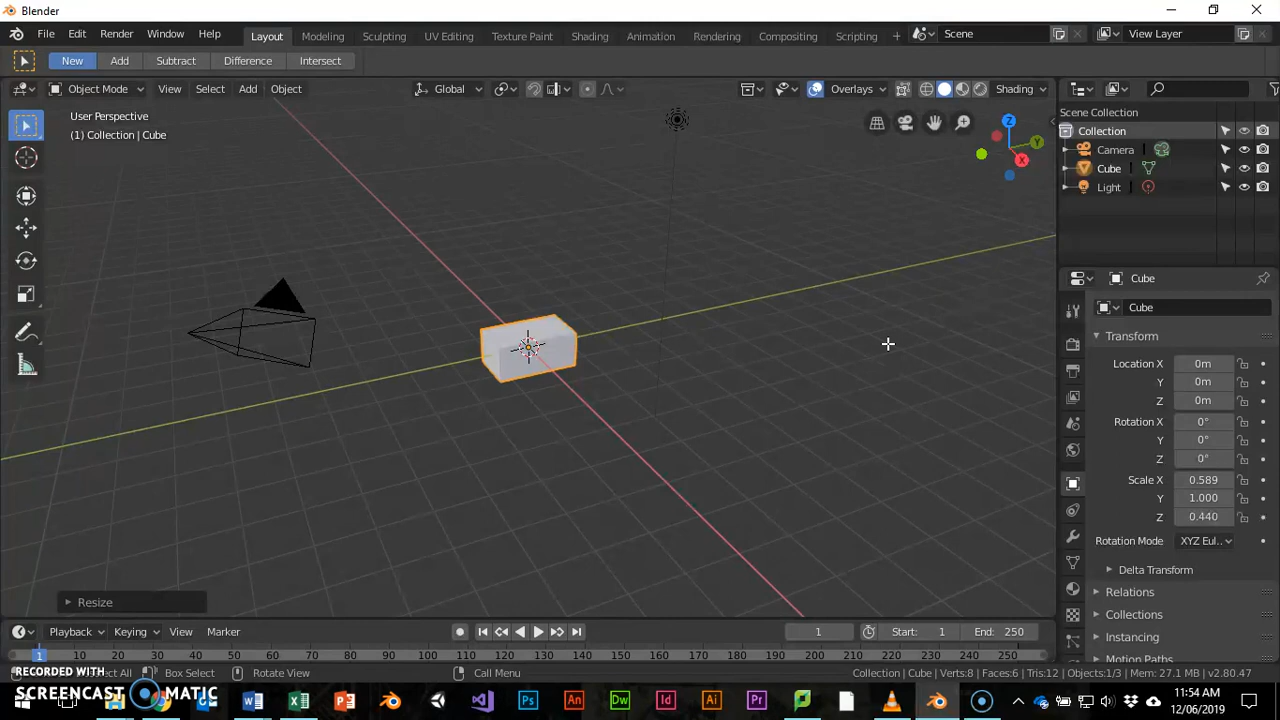 Blender
File Edit Render Window Help Layout Modeling Sculpting UV Editing Texture Paint Shading Animation Rendering Compositing Scripting + Scene View Layer
New Add Subtract Difference Intersect
Object Mode View Select Add Object Global Overlays Shading
User Perspective
(1) Collection | Cube
Z
Y
X
Scene Collection
Collection
Camera
Cube
Light
Cube
Cube
Transform
Location X 0m
Y 0m
Z 0m
Rotation X 0°
Y 0°
Z 0°
Scale X 0.589
Y 1.000
Z 0.440
Rotation Mode XYZ Eul..
Delta Transform
Relations
Collections
Instancing
Motion Paths
Resize
Playback Keying View Marker 1 Start: 1 End: 250
1 10 20 30 40 50 60 70 80 90 100 110 120 130 140 150 160 170 180 190 200 210 220 230 240 250
Box Select Rotate View Call Menu Collection | Cube | Verts:8 | Faces:6 | Tris:12 | Objects:1/3 | Mem: 27.1 MB | v2.80.47
RECORDED WITH
SCREENCAST MATIC
Ps An Dw Id Ai Pr
11:54 AM
12/06/2019